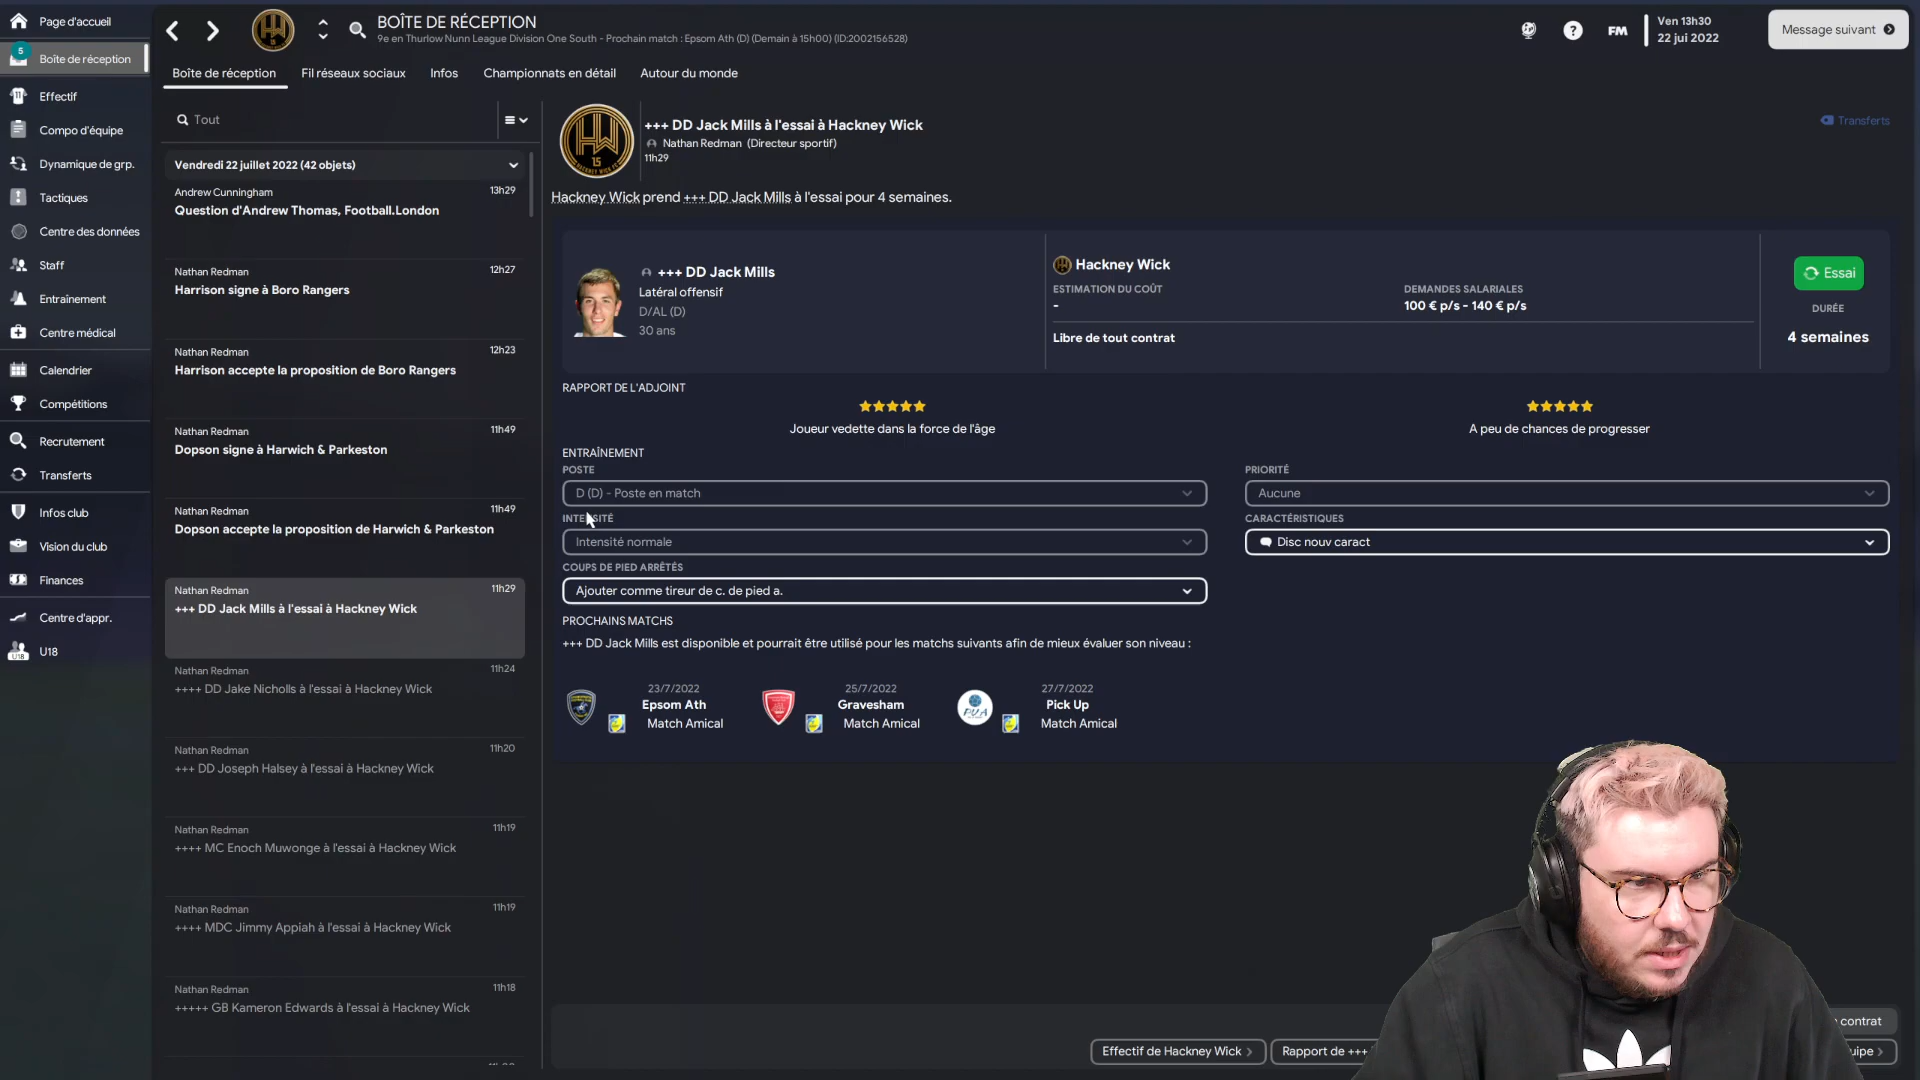 Page d'accueil
5
Boîte de réception
Effectif
Compo d'équipe
Dynamique de grp.
Tactiques
Centre des données
Staff
Entraînement
Centre médical
Calendrier
Compétitions
Recrutement
Transferts
Infos club
Vision du club
Finances
Centre d'appr.
U18
U18
BOÎTE DE RÉCEPTION
9e en Thurlow Nunn League Division One South - Prochain match : Epsom Ath (D) (Demain à 15h00) (ID:2002156528)
FM
Ven 13h30
22 jui 2022
Message suivant
Boîte de réception
Fil réseaux sociaux
Infos
Championnats en détail
Autour du monde
Tout
Vendredi 22 juillet 2022 (42 objets)
Andrew Cunningham 13h29
Question d'Andrew Thomas, Football.London
Nathan Redman 12h27
Harrison signe à Boro Rangers
Nathan Redman 12h23
Harrison accepte la proposition de Boro Rangers
Nathan Redman 11h49
Dopson signe à Harwich & Parkeston
Nathan Redman 11h49
Dopson accepte la proposition de Harwich & Parkeston
Nathan Redman 11h29
+++ DD Jack Mills à l'essai à Hackney Wick
Nathan Redman 11h24
++++ DD Jake Nicholls à l'essai à Hackney Wick
Nathan Redman 11h20
+++ DD Joseph Halsey à l'essai à Hackney Wick
Nathan Redman 11h19
++++ MC Enoch Muwonge à l'essai à Hackney Wick
Nathan Redman 11h19
++++ MDC Jimmy Appiah à l'essai à Hackney Wick
Nathan Redman 11h18
+++++ GB Kameron Edwards à l'essai à Hackney Wick
+++ DD Jack Mills à l'essai à Hackney Wick
Nathan Redman (Directeur sportif)
11h29
Transferts
Hackney Wick prend +++ DD Jack Mills à l'essai pour 4 semaines.
+++ DD Jack Mills
Latéral offensif
D/AL (D)
30 ans
Hackney Wick
ESTIMATION DU COÛT
-
DEMANDES SALARIALES
100 € p/s - 140 € p/s
Libre de tout contrat
Essai
DURÉE
4 semaines
RAPPORT DE L'ADJOINT
Joueur vedette dans la force de l'âge
A peu de chances de progresser
ENTRAÎNEMENT
POSTE
D (D) - Poste en match
PRIORITÉ
Aucune
INTENSITÉ
Intensité normale
CARACTÉRISTIQUES
Disc nouv caract
COUPS DE PIED ARRÊTÉS
Ajouter comme tireur de c. de pied a.
PROCHAINS MATCHS
+++ DD Jack Mills est disponible et pourrait être utilisé pour les matchs suivants afin de mieux évaluer son niveau :
23/7/2022
Epsom Ath
Match Amical
25/7/2022
Gravesham
Match Amical
27/7/2022
Pick Up
Match Amical
contrat
Effectif de Hackney Wick
Rapport de +++